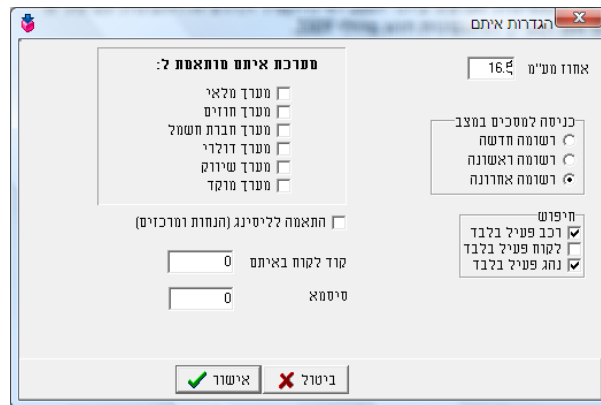 הגדרות איתם
אחוז מע"מ 16.5
כניסה למסכים במצב
רשומה חדשה
רשומה ראשונה
רשומה אחרונה
חיפוש
רכב פעיל בלבד
לקוח פעיל בלבד
נהג פעיל בלבד
מערכת איתם מותאמת ל:
מערך מלאי
מערך חוזים
מערך חברת חשמל
מערך דולרי
מערך שיווק
מערך מוקד
התאמה לליסינג (הנחות ומרכזים)
קוד לקוח באיתם 0
סיסמא 0
ביטול
אישור